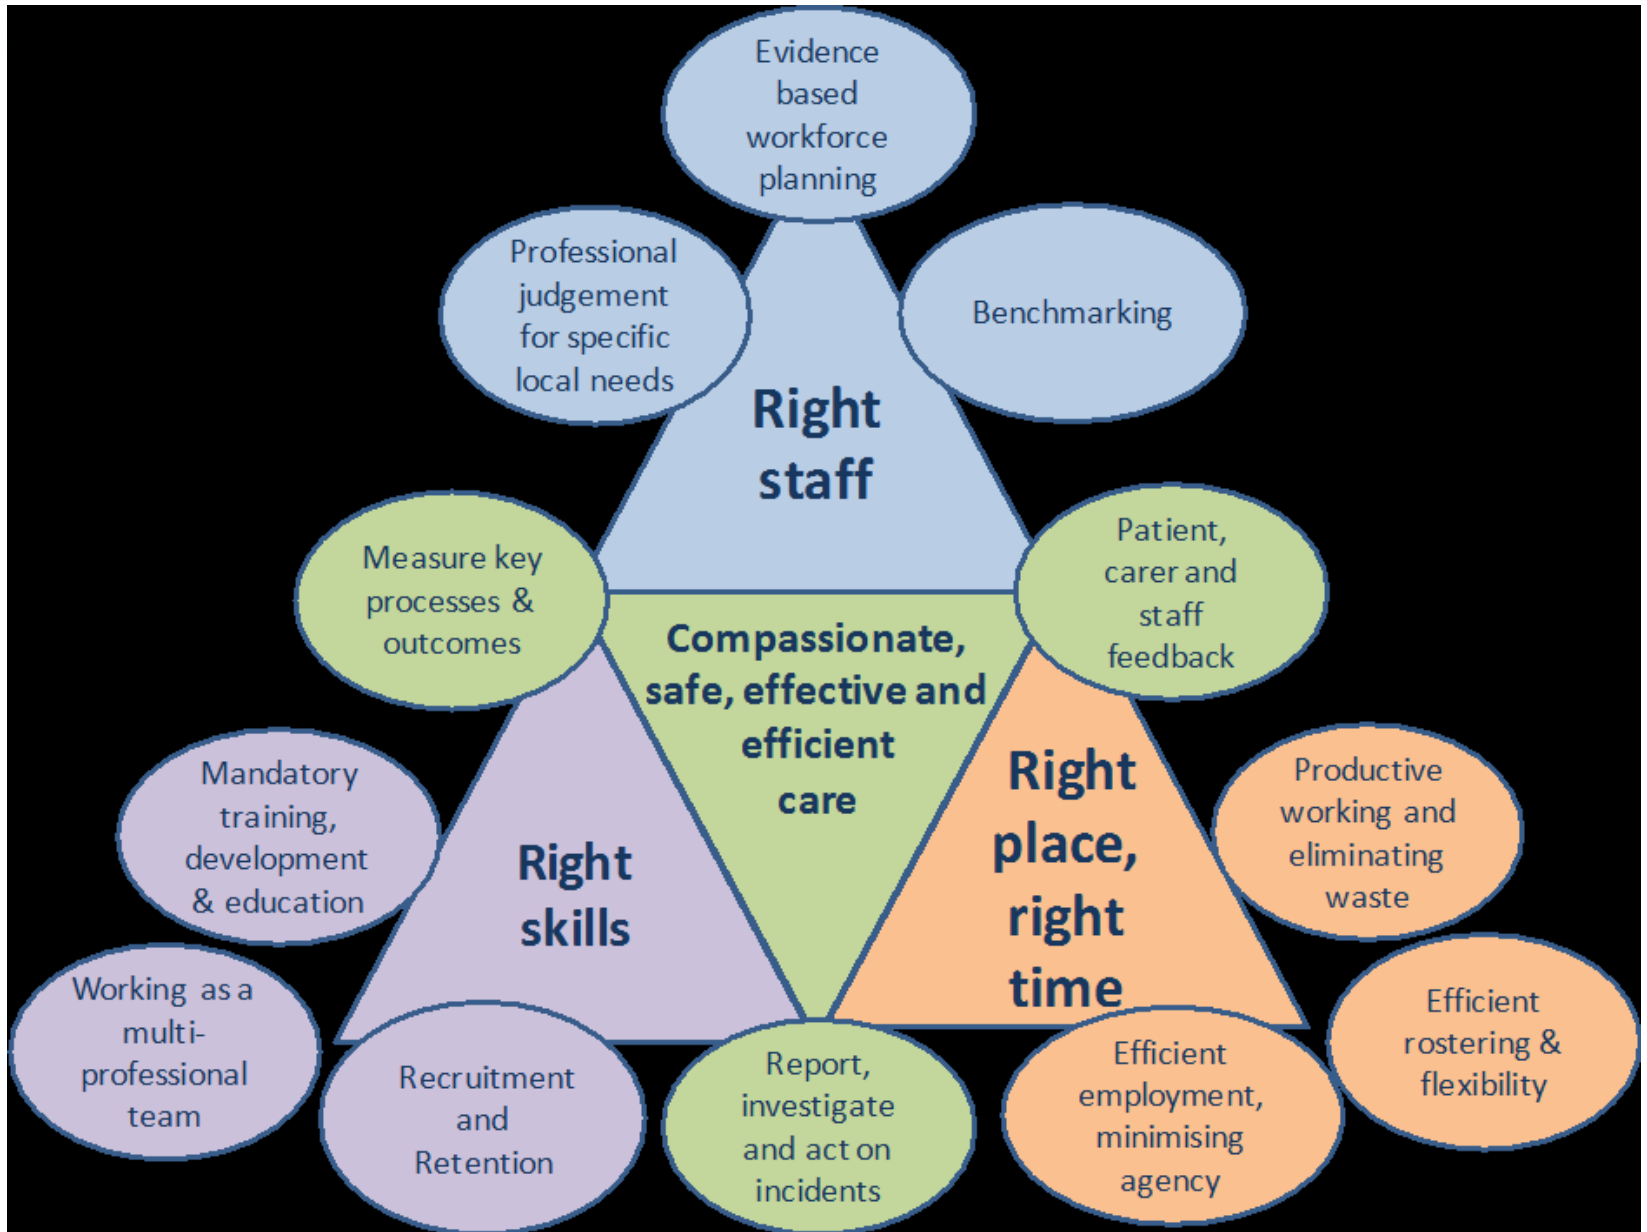 Evidence
based
workforce
planning
Professional
judgement
for specific
local needs
Benchmarking
Right
staff
Measure key
processes &
outcomes
Patient,
carer and
staff
feedback
Compassionate,
safe, effective and
efficient
care
Mandatory
training,
development
& education
Right
skills
Right
place,
right
time
Productive
working and
eliminating
waste
Working as a
multi-
professional
team
Recruitment
and
Retention
Report,
investigate
and act on
incidents
Efficient
employment,
minimising
agency
Efficient
rostering &
flexibility